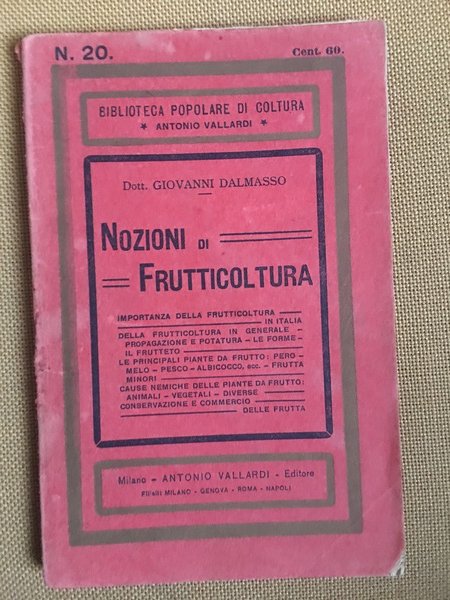 N. 20.
Cent. 60.
BIBLIOTECA POPOLARE DI COLTURA
* ANTONIO VALLARDI *
Dott. GIOVANNI DALMASSO
NOZIONI DI
FRUTTICOLTURA
IMPORTANZA DELLA FRUTTICOLTURA
IN ITALIA
DELLA FRUTTICOLTURA IN GENERALE -
PROPAGAZIONE E POTATURA - LE FORME -
IL FRUTTETO
LE PRINCIPALI PIANTE DA FRUTTO: PERO -
MELO - PESCO - ALBICOCCO, ecc. - FRUTTA
MINORI
CAUSE NEMICHE DELLE PIANTE DA FRUTTO:
ANIMALI - VEGETALI - DIVERSE
CONSERVAZIONE E COMMERCIO
DELLE FRUTTA
Milano - ANTONIO VALLARDI - Editore
Filiali MILANO - GENOVA - ROMA - NAPOLI